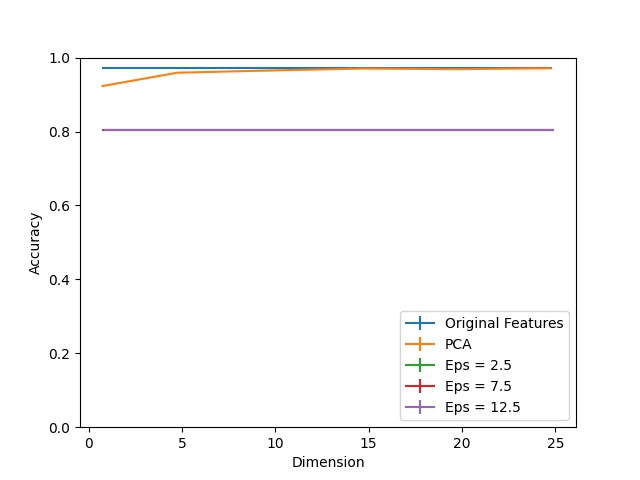 1.0
0.8
0.6
0.4
0.2
0.0
Accuracy
Original Features
PCA
Eps = 2.5
Eps = 7.5
Eps = 12.5
0 5 10 15 20 25
Dimension